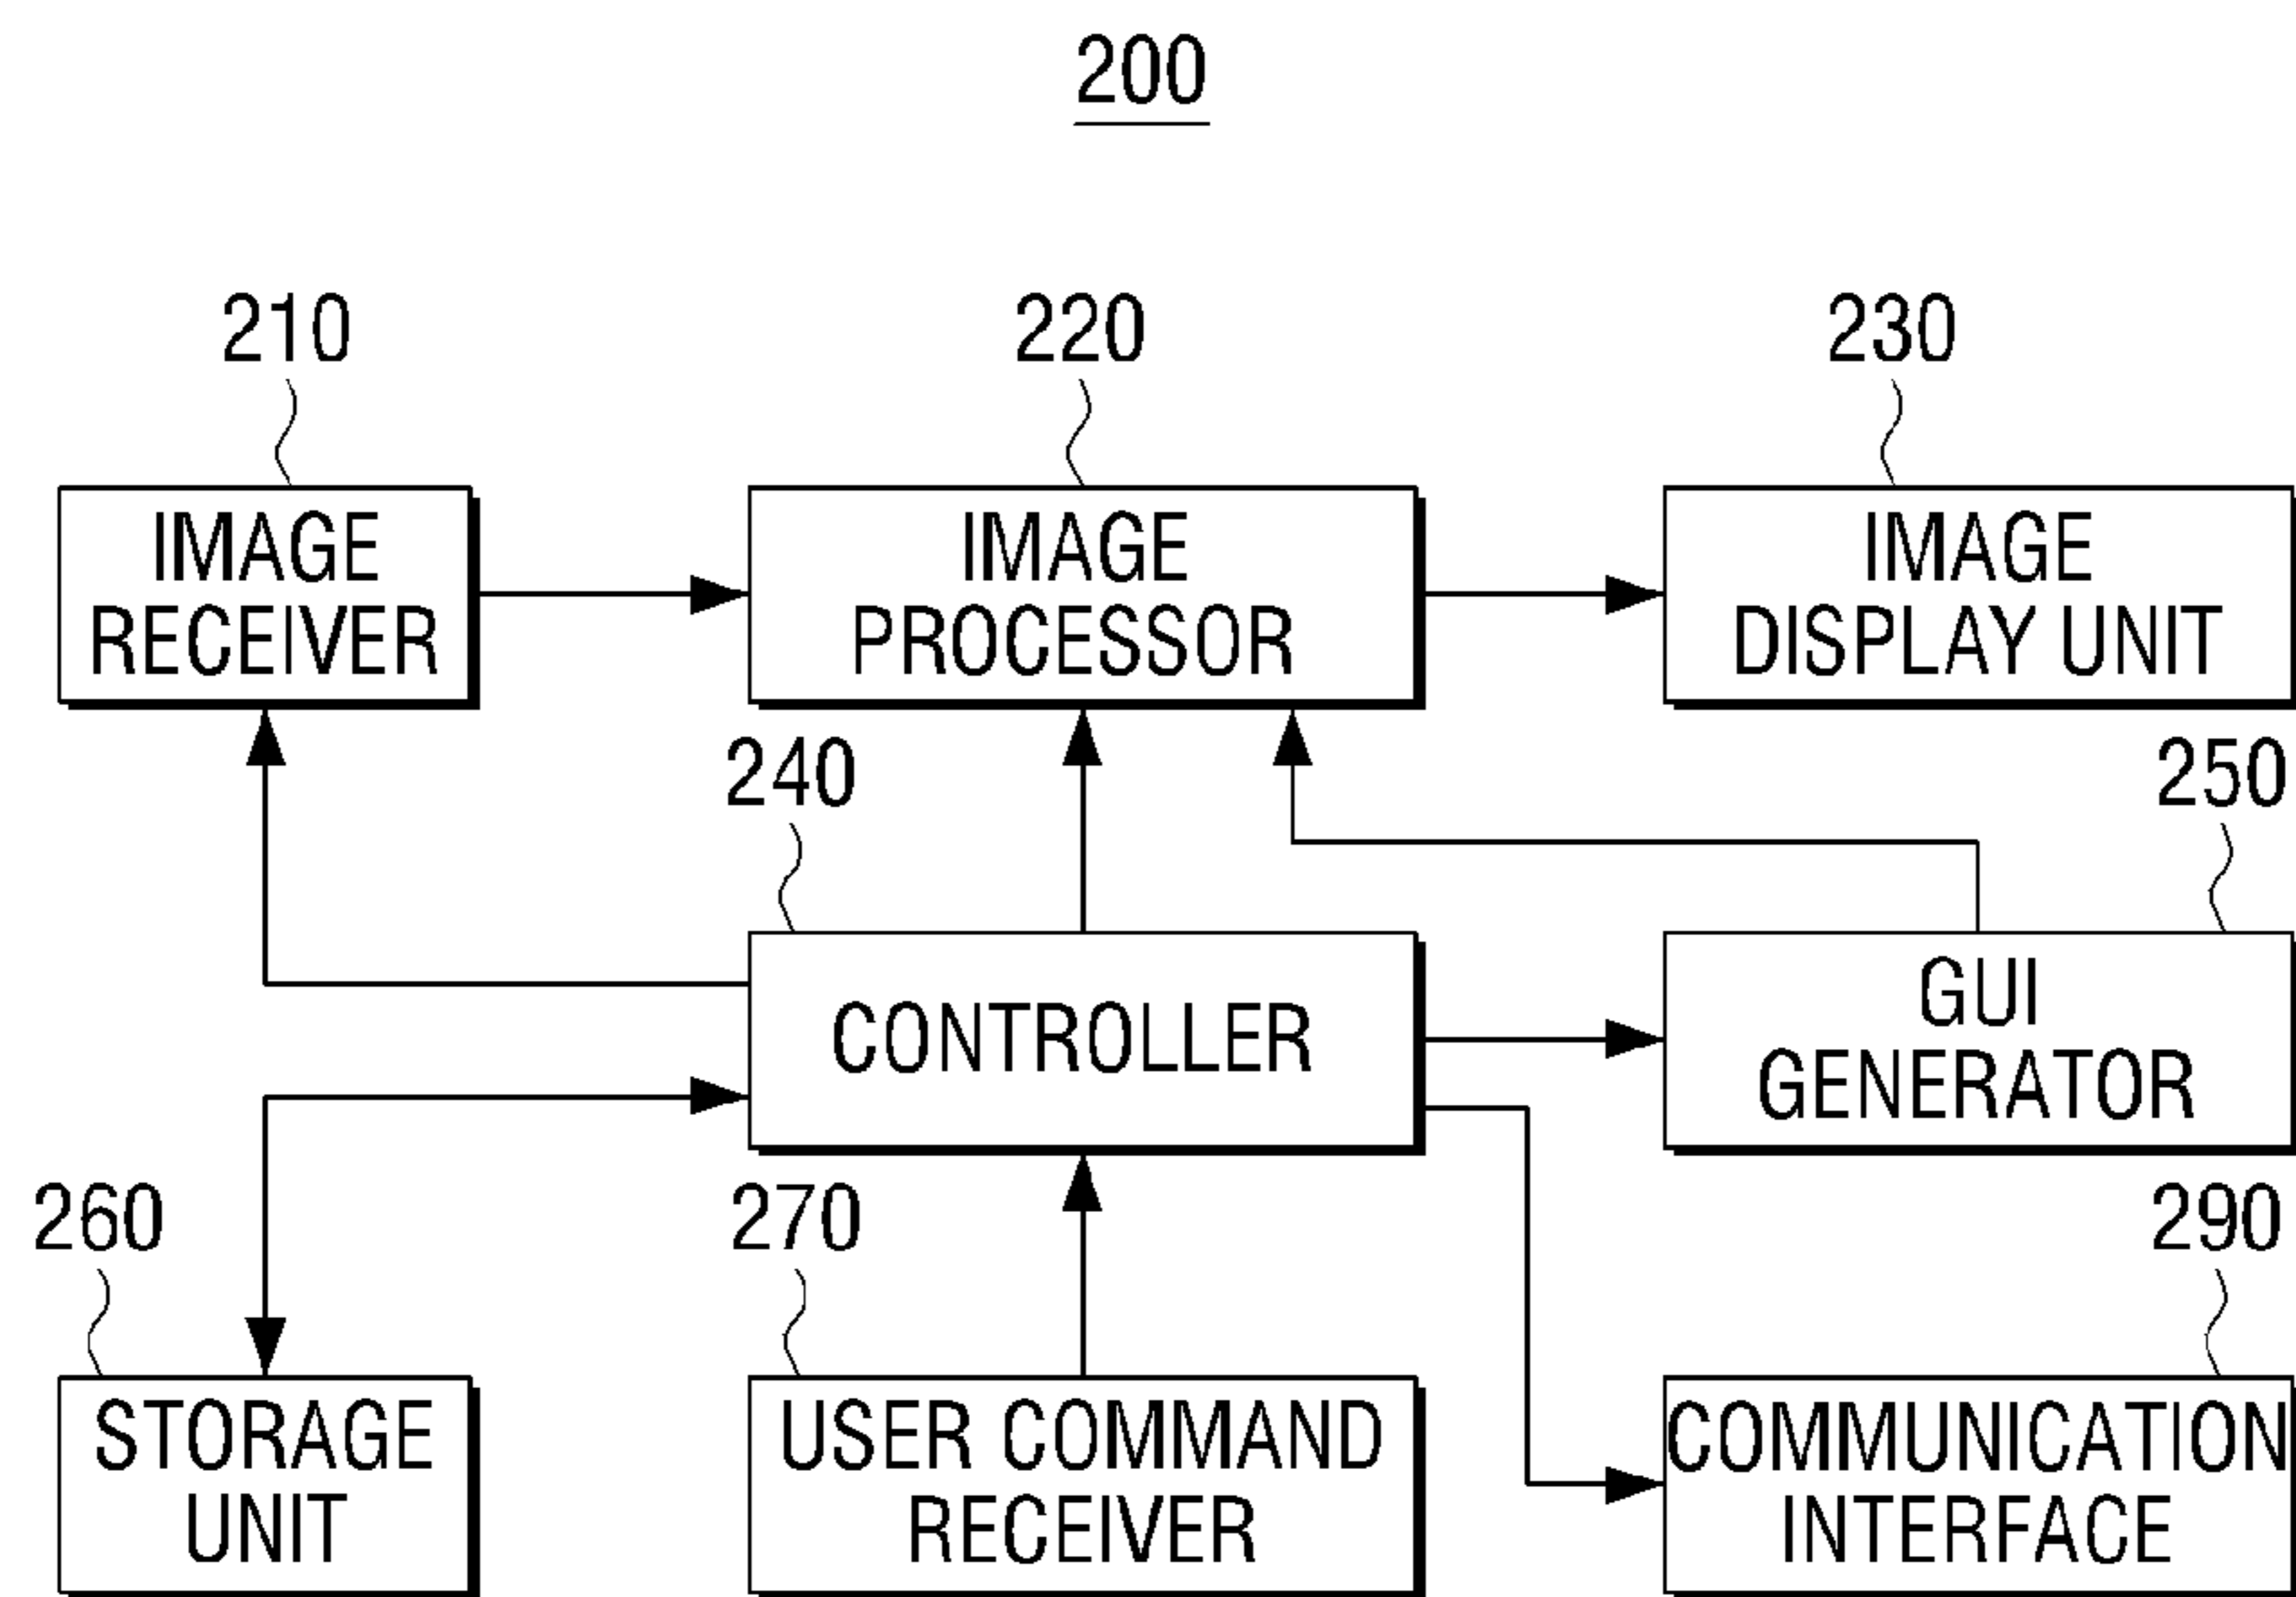 200
210
220
230
IMAGE
RECEIVER
IMAGE
PROCESSOR
IMAGE
DISPLAY UNIT
240
250
CONTROLLER
GUI
GENERATOR
260
270
290
STORAGE
UNIT
USER COMMAND
RECEIVER
COMMUNICATION
INTERFACE